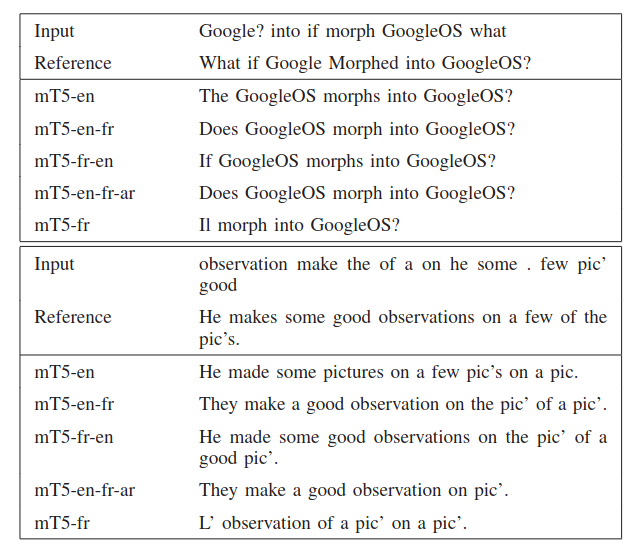 Input Google? into if morph GoogleOS what
Reference What if Google Morphed into GoogleOS?
mT5-en The GoogleOS morphs into GoogleOS?
mT5-en-fr Does GoogleOS morph into GoogleOS?
mT5-fr-en If GoogleOS morphs into GoogleOS?
mT5-en-fr-ar Does GoogleOS morph into GoogleOS?
mT5-fr Il morph into GoogleOS?
Input observation make the of a on he some . few pic’
good
Reference He makes some good observations on a few of the
pic’s.
mT5-en He made some pictures on a few pic’s on a pic.
mT5-en-fr They make a good observation on the pic’ of a pic’.
mT5-fr-en He made some good observations on the pic’ of a
good pic’.
mT5-en-fr-ar They make a good observation on pic’.
mT5-fr L’ observation of a pic’ on a pic’.